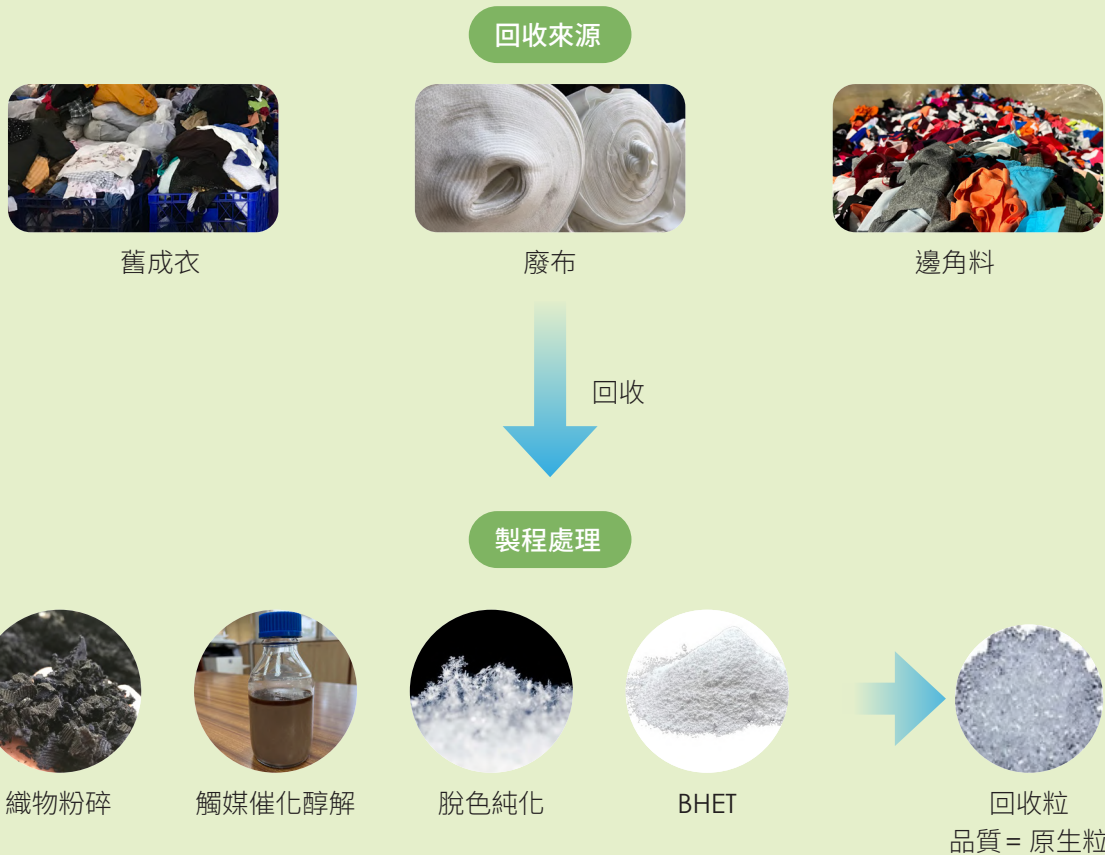 回收來源
舊成衣
廢布
邊角料
回收
製程處理
織物粉碎
觸媒催化醇解
脫色純化
BHET
回收粒
品質 = 原生粒